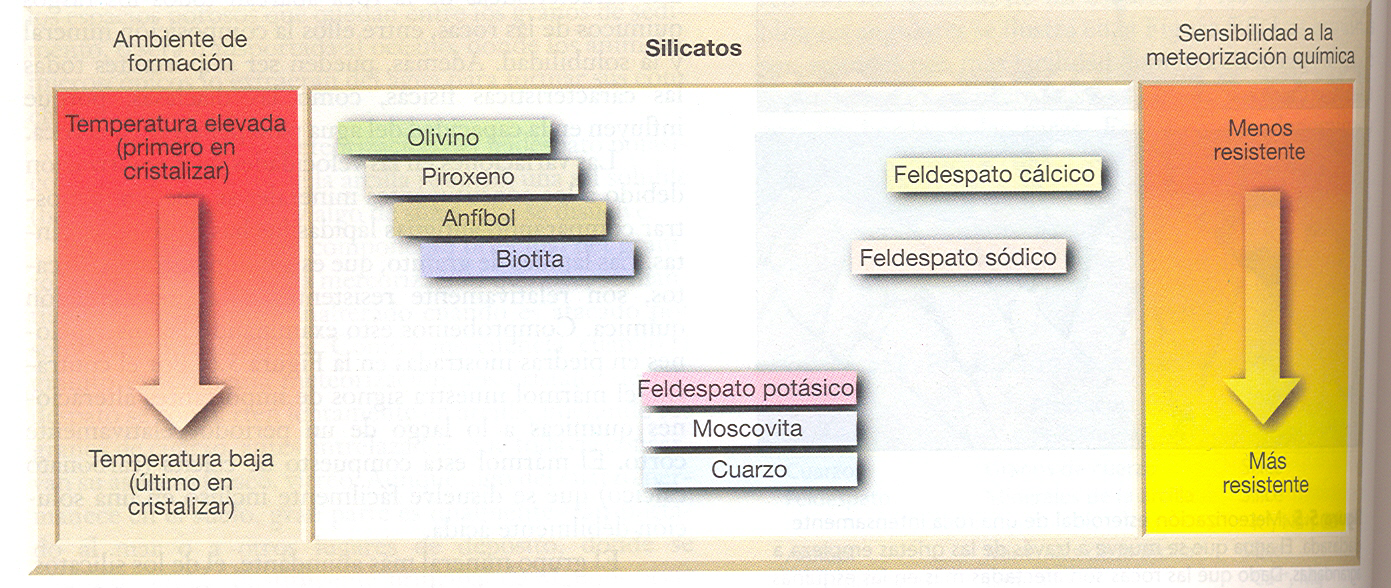 Ambiente de
formación
Silicatos
Sensibilidad a la
meteorización química
Temperatura elevada
(primero en
cristalizar)
Olivino
Piroxeno
Anfíbol
Biotita
Feldespato cálcico
Feldespato sódico
Feldespato potásico
Moscovita
Cuarzo
Menos
resistente
Temperatura baja
(último en
cristalizar)
Más
resistente